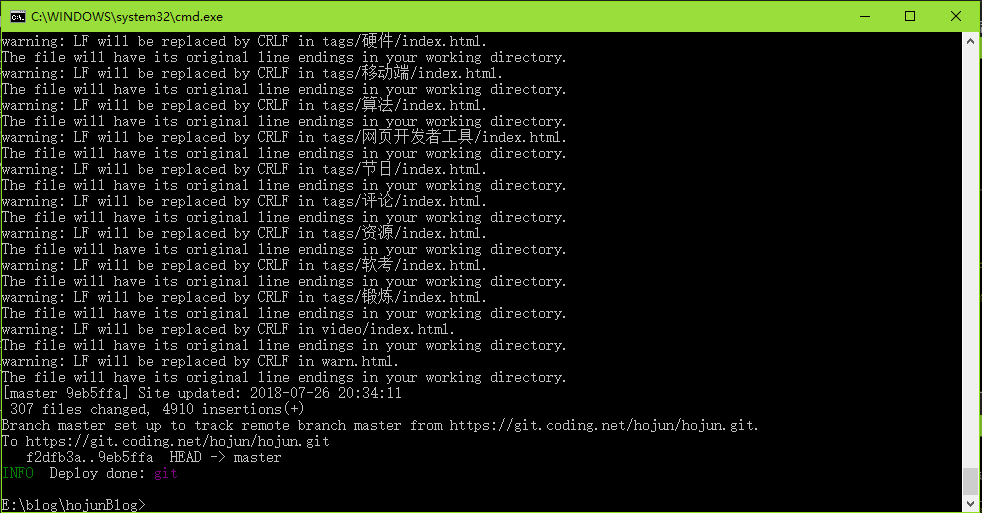 C:\WINDOWS\system32\cmd.exe
warning: LF will be replaced by CRLF in tags/硬件/index.html.
The file will have its original line endings in your working directory.
warning: LF will be replaced by CRLF in tags/移动端/index.html.
The file will have its original line endings in your working directory.
warning: LF will be replaced by CRLF in tags/算法/index.html.
The file will have its original line endings in your working directory.
warning: LF will be replaced by CRLF in tags/网页开发者工具/index.html.
The file will have its original line endings in your working directory.
warning: LF will be replaced by CRLF in tags/节日/index.html.
The file will have its original line endings in your working directory.
warning: LF will be replaced by CRLF in tags/评论/index.html.
The file will have its original line endings in your working directory.
warning: LF will be replaced by CRLF in tags/资源/index.html.
The file will have its original line endings in your working directory.
warning: LF will be replaced by CRLF in tags/软考/index.html.
The file will have its original line endings in your working directory.
warning: LF will be replaced by CRLF in tags/锻炼/index.html.
The file will have its original line endings in your working directory.
warning: LF will be replaced by CRLF in video/index.html.
The file will have its original line endings in your working directory.
warning: LF will be replaced by CRLF in warn.html.
The file will have its original line endings in your working directory.
[master 9eb5ffa] Site updated: 2018-07-26 20:34:11
 307 files changed, 4910 insertions(+)
Branch master set up to track remote branch master from https://git.coding.net/hojun/hojun.git.
To https://git.coding.net/hojun/hojun.git
   f2dfb3a..9eb5ffa  HEAD -> master
INFO  Deploy done: git
E:\blog\hojunBlog>